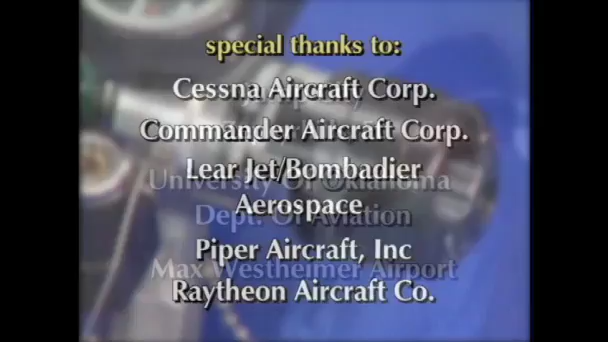 special thanks to:
Cessna Aircraft Corp.
Commander Aircraft Corp.
Lear Jet/Bombadier
University Of Oklahoma
Aerospace
Dept. Of Aviation
Piper Aircraft, Inc
Max Westheimer Airport
Raytheon Aircraft Co.